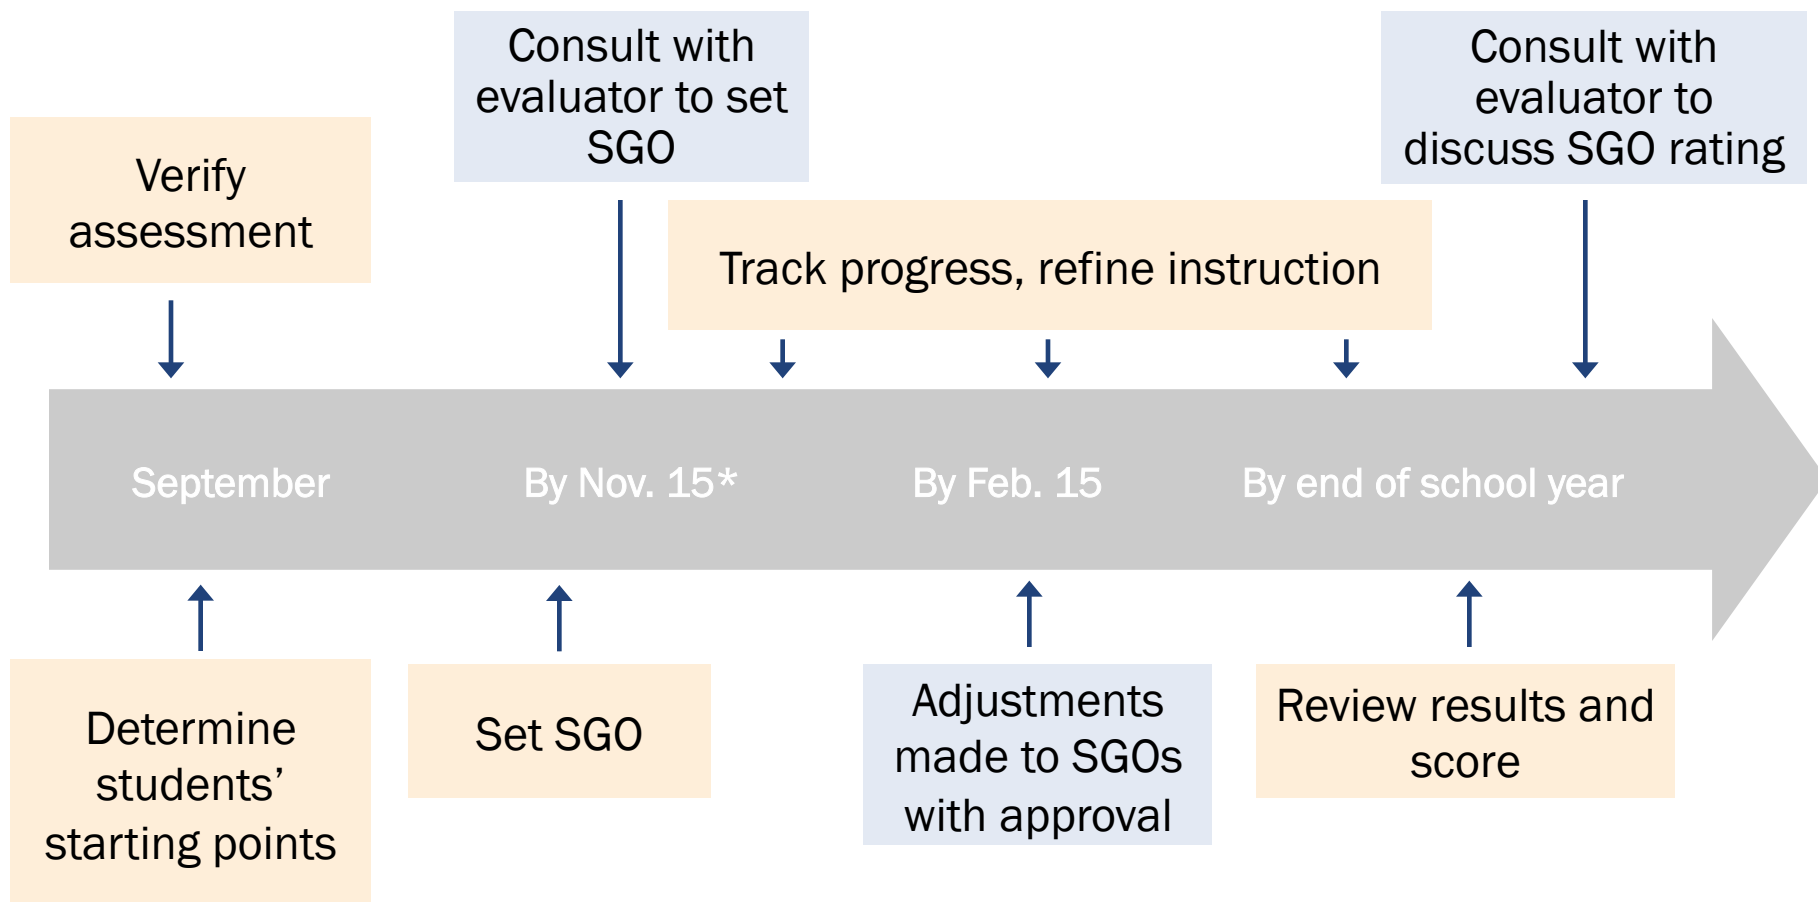 Consult with
evaluator to set
SGO
Consult with
evaluator to
discuss SGO rating
Verify
assessment
Track progress, refine instruction
September
By Nov. 15*
By Feb. 15
By end of school year
Determine
students’
starting points
Set SGO
Adjustments
made to SGOs
with approval
Review results and
score